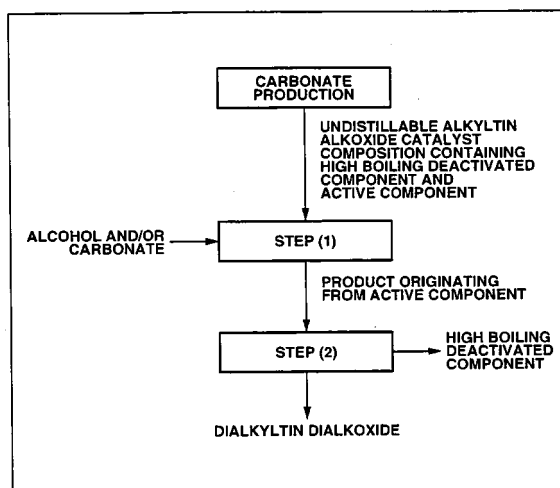 CARBONATE
PRODUCTION
UNDISTILLABLE ALKYLTIN
ALKOXIDE CATALYST
COMPOSITION CONTAINING
HIGH BOILING DEACTIVATED
COMPONENT AND
ACTIVE COMPONENT
ALCOHOL AND/OR
CARBONATE
STEP (1)
PRODUCT ORIGINATING
FROM ACTIVE COMPONENT
STEP (2)
HIGH BOILING
DEACTIVATED
COMPONENT
DIALKYLTIN DIALKOXIDE